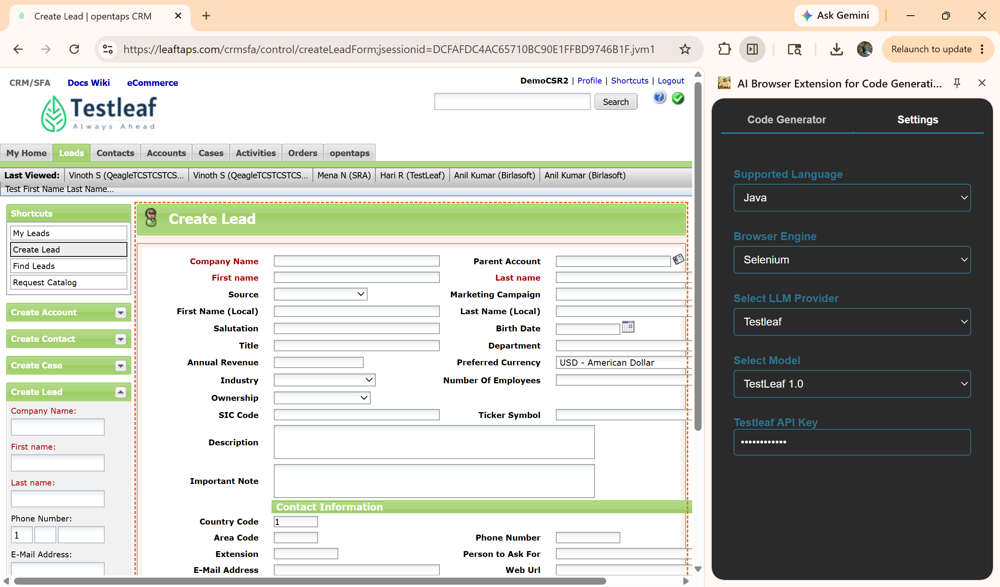 Create Lead | opentaps CRM
Ask Gemini
https://leaftaps.com/crmsfa/control/createLeadForm;jsessionid=DCFAFDC4AC65710BC90E1FFBD9746B1F.jvm1
Relaunch to update
CRM/SFA Docs Wiki eCommerce
DemoCSR2 | Profile | Shortcuts | Logout
Search
Testleaf
Always Ahead
My Home Leads Contacts Accounts Cases Activities Orders opentaps
Last Viewed: Vinoth S (QeagleTCSTCSTCS... Vinoth S (QeagleTCSTCSTCS... Mena N (SRA) Hari R (TestLeaf) Anil Kumar (Birlasoft) Anil Kumar (Birlasoft)
Test First Name Last Name...
Shortcuts
My Leads
Create Lead
Find Leads
Request Catalog
Create Account
Create Contact
Create Case
Create Lead
Company Name:
First name:
Last name:
Phone Number:
1
E-Mail Address:
Create Lead
Company Name Parent Account
First name Last name
Source Marketing Campaign
First Name (Local) Last Name (Local)
Salutation Birth Date
Title Department
Annual Revenue Preferred Currency USD - American Dollar
Industry Number Of Employees
Ownership
SIC Code Ticker Symbol
Description
Important Note
Contact Information
Country Code 1
Area Code Phone Number
Extension Person to Ask For
E-Mail Address Web Url
AI Browser Extension for Code Generati...
Code Generator Settings
Supported Language
Java
Browser Engine
Selenium
Select LLM Provider
Testleaf
Select Model
TestLeaf 1.0
Testleaf API Key
••••••••••••